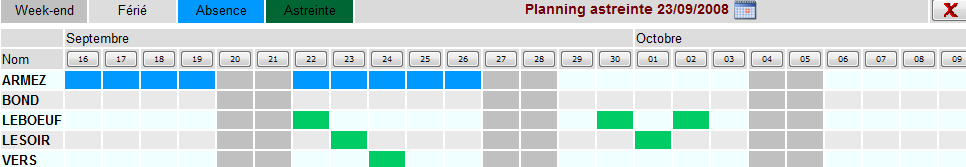 Week-end Férié Absence Astreinte Planning astreinte 23/09/2008 X
Septembre Octobre
Nom 16 17 18 19 20 21 22 23 24 25 26 27 28 29 30 01 02 03 04 05 06 07 08 09
ARMEZ
BOND
LEBOEUF
LESOIR
VERS